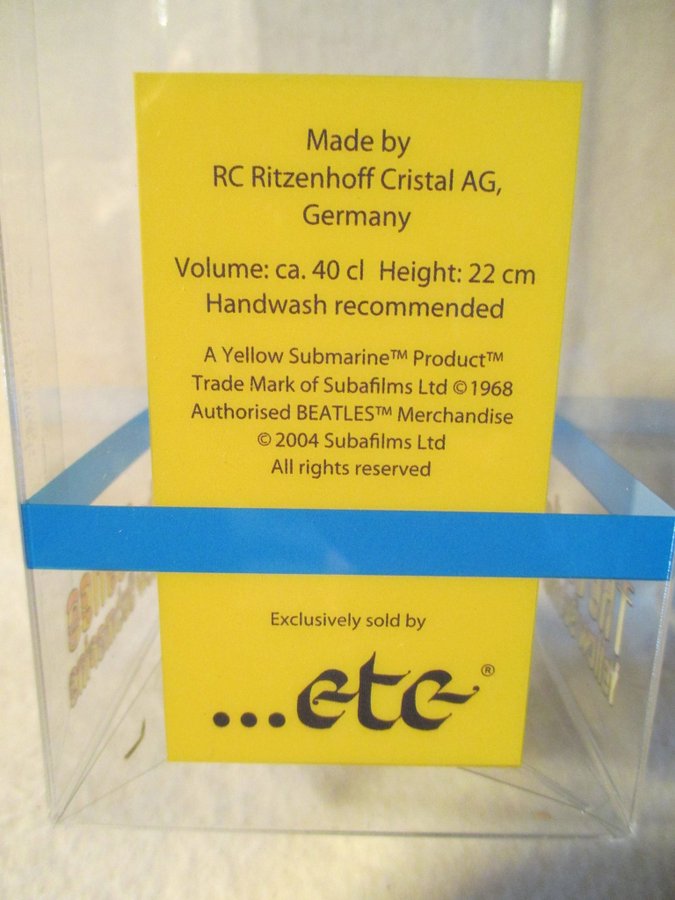 Made by
RC Ritzenhoff Cristal AG,
Germany
Volume: ca. 40 cl Height: 22 cm
Handwash recommended
A Yellow Submarine™ Product™
Trade Mark of Subafilms Ltd ©1968
Authorised BEATLES™ Merchandise
© 2004 Subafilms Ltd
All rights reserved
Exclusively sold by
...etc®